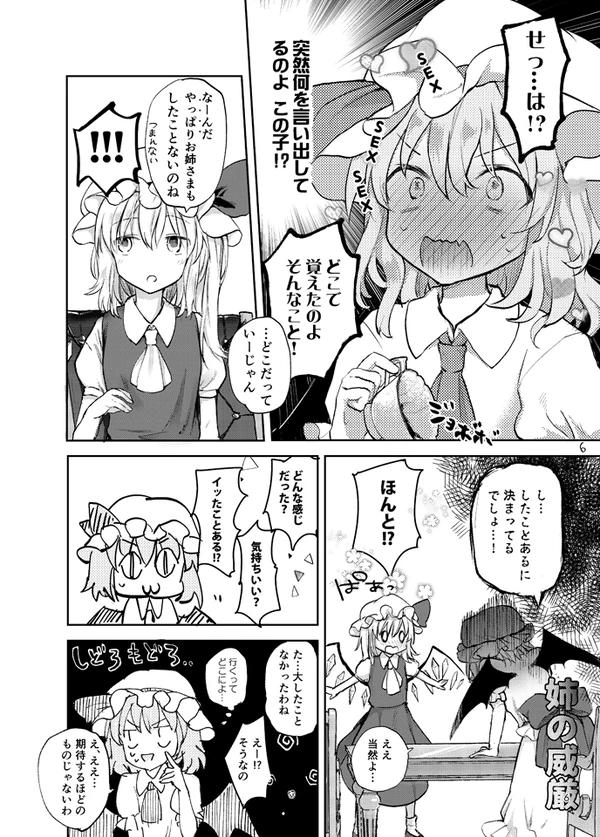 せっ…は!?
SEX
SEX
SEX
SEX
突然何を言い出して
るのよ この子!?
どこで
覚えたのよ
そんなこと!
ジョボボボ
なーんだ
やっぱりお姉さまも
したことないのね
つまんない
!!!
…どこだって
いーじゃん
6
し…
したことあるに
決まってる
でしょ…!
ほんと!?
ぱぁっ
ええ
当然よ…
姉の威厳
どんな感じ
だった?
イッたことある!?
気持ちいい?
た…大したこと
なかったわね
行くって
どこによ…
しどろもどろ..
えー!?
そうなの
え、ええ…
期待するほどの
ものじゃないわ